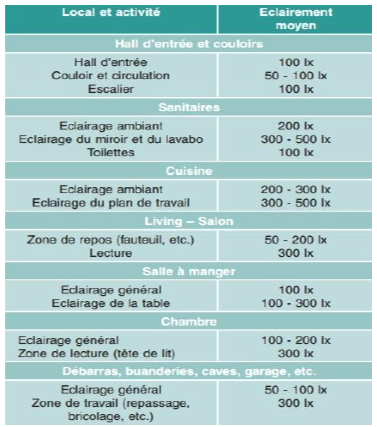 Local et activité Eclairement
moyen
Hall d'entrée et couloirs
Hall d'entrée 100 lx
Couloir et circulation 50 - 100 lx
Escalier 100 lx
Sanitaires
Eclairage ambiant 200 lx
Eclairage du miroir et du lavabo 300 - 500 lx
Toilettes 100 lx
Cuisine
Eclairage ambiant 200 - 300 lx
Eclairage du plan de travail 300 - 500 lx
Living – Salon
Zone de repos (fauteuil, etc.) 50 - 200 lx
Lecture 300 lx
Salle à manger
Eclairage général 100 lx
Eclairage de la table 100 - 300 lx
Chambre
Eclairage général 100 - 200 lx
Zone de lecture (tête de lit) 300 lx
Débarras, buanderies, caves, garage, etc.
Eclairage général 50 - 100 lx
Zone de travail (repassage, 300 lx
bricolage, etc.)